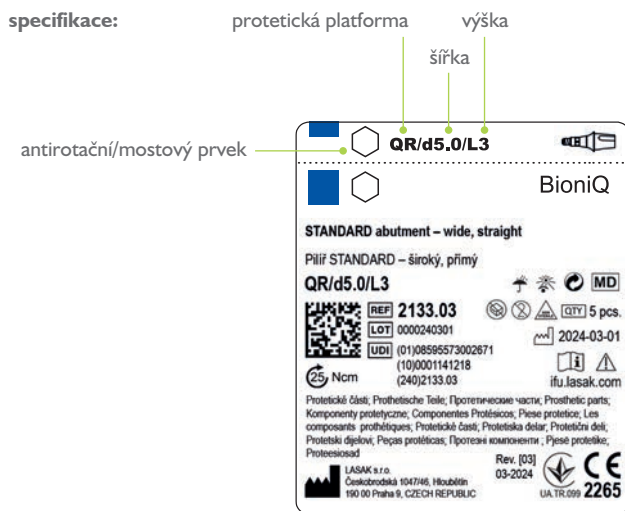 specifikace:
protetická platforma
výška
šířka
antirotační/mostový prvek
QR/d5.0/L3
BioniQ
STANDARD abutment – wide, straight
Pilíř STANDARD – široký, přímý
QR/d5.0/L3
MD
REF 2133.03
QTY 5 pcs.
LOT 0000240301
2024-03-01
UDI (01)08595573002671
(10)0001141218
(240)2133.03
25 Ncm
ifu.lasak.com
Protetické části; Prothetische Teile; Протетические части; Prosthetic parts;
Komponenty protetyczne; Componentes Protésicos; Piese protetice; Les
composants prothétiques; Protetické časti; Protetiska delar; Protetični deli;
Protetski dijelovi; Peças protéticas; Протезні компоненти ; Pjesë protetike;
Proteesiosad
LASAK s.r.o.
Českobrodská 1047/46, Hloubětín
190 00 Praha 9, CZECH REPUBLIC
Rev. [03]
03-2024
UA.TR.099
CE
2265